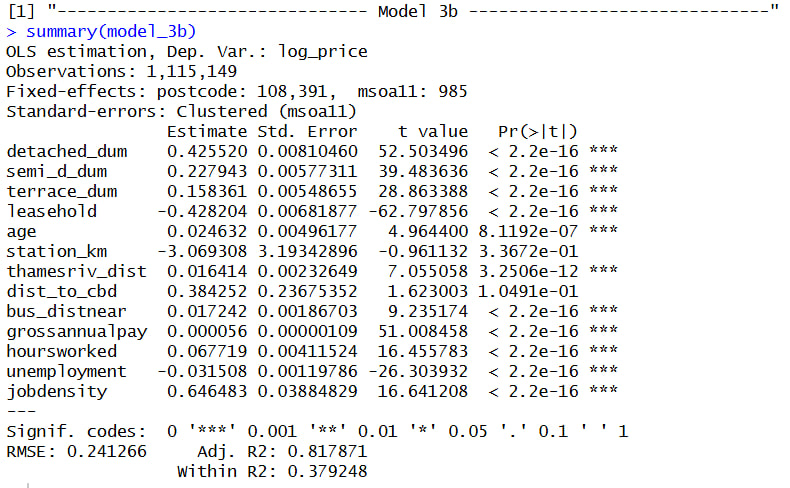 [1] "------------------------------- Model 3b ------------------------------"
> summary(model_3b)
OLS estimation, Dep. Var.: log_price
Observations: 1,115,149
Fixed-effects: postcode: 108,391,  msoa11: 985
Standard-errors: Clustered (msoa11)
                Estimate Std. Error    t value   Pr(>|t|)
detached_dum    0.425520 0.00810460  52.503496  < 2.2e-16 ***
semi_d_dum      0.227943 0.00577311  39.483636  < 2.2e-16 ***
terrace_dum     0.158361 0.00548655  28.863388  < 2.2e-16 ***
leasehold      -0.428204 0.00681877 -62.797856  < 2.2e-16 ***
age             0.024632 0.00496177   4.964400 8.1192e-07 ***
station_km     -3.069308 3.19342896  -0.961132 3.3672e-01
thamesriv_dist  0.016414 0.00232649   7.055058 3.2506e-12 ***
dist_to_cbd     0.384252 0.23675352   1.623003 1.0491e-01
bus_distnear    0.017242 0.00186703   9.235174  < 2.2e-16 ***
grossannualpay  0.000056 0.00000109  51.008458  < 2.2e-16 ***
hoursworked     0.067719 0.00411524  16.455783  < 2.2e-16 ***
unemployment   -0.031508 0.00119786 -26.303932  < 2.2e-16 ***
jobdensity      0.646483 0.03884829  16.641208  < 2.2e-16 ***
---
Signif. codes:  0 '***' 0.001 '**' 0.01 '*' 0.05 '.' 0.1 ' ' 1
RMSE: 0.241266     Adj. R2: 0.817871
                 Within R2: 0.379248